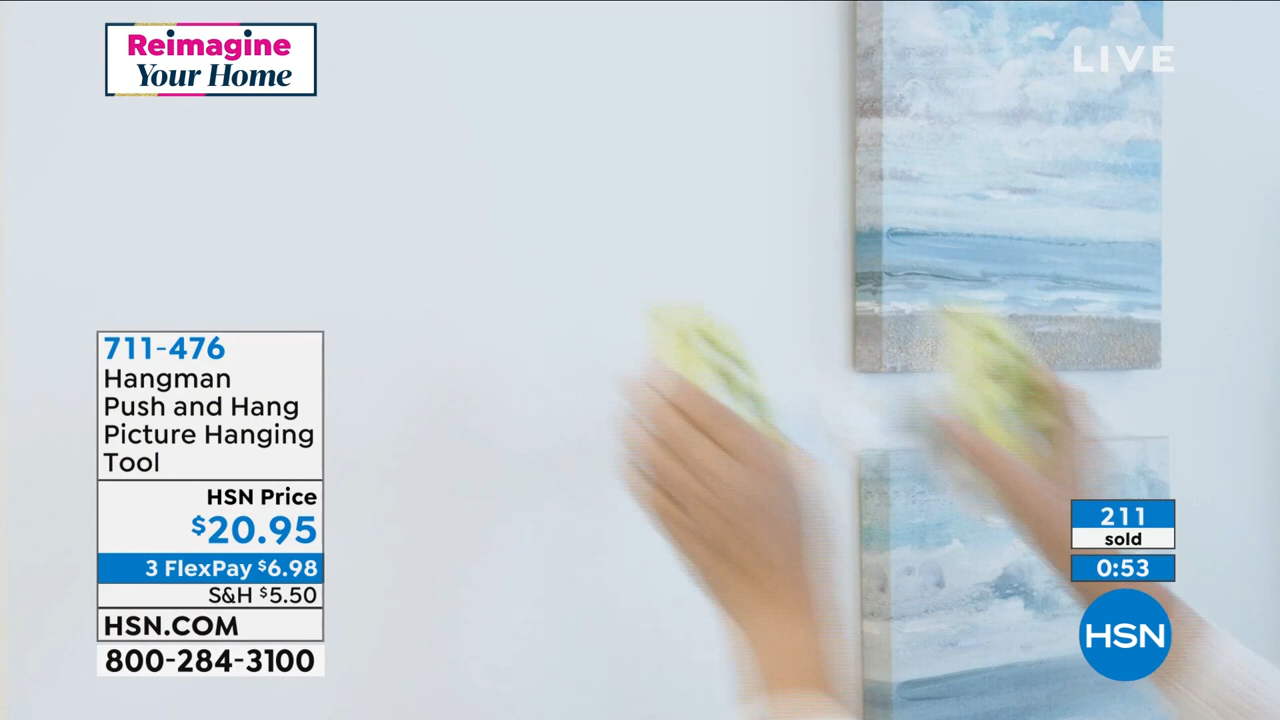 Reimagine
Your Home
LIVE
711-476
Hangman
Push and Hang
Picture Hanging
Tool
HSN Price
$20.95
3 FlexPay $6.98
S&H $5.50
HSN.COM
800-284-3100
211
sold
0:53
HSN